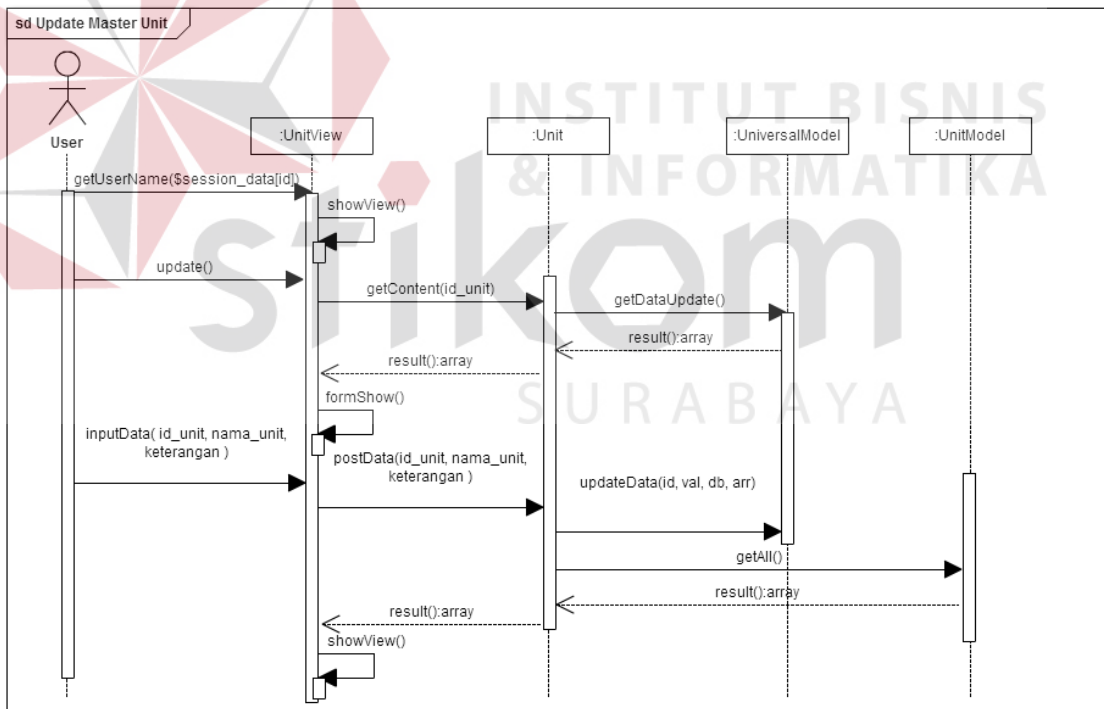 sd Update Master Unit
INSTITUT BISNIS
& INFORMATIKA
stikom
SURABAYA
User
:UnitView
:Unit
:UniversalModel
:UnitModel
getUserName($session_data[id])
showView()
update()
getContent(id_unit)
getDataUpdate()
result():array
result():array
formShow()
inputData( id_unit, nama_unit,
keterangan )
postData(id_unit, nama_unit,
keterangan )
updateData(id, val, db, arr)
getAll()
result():array
result():array
showView()